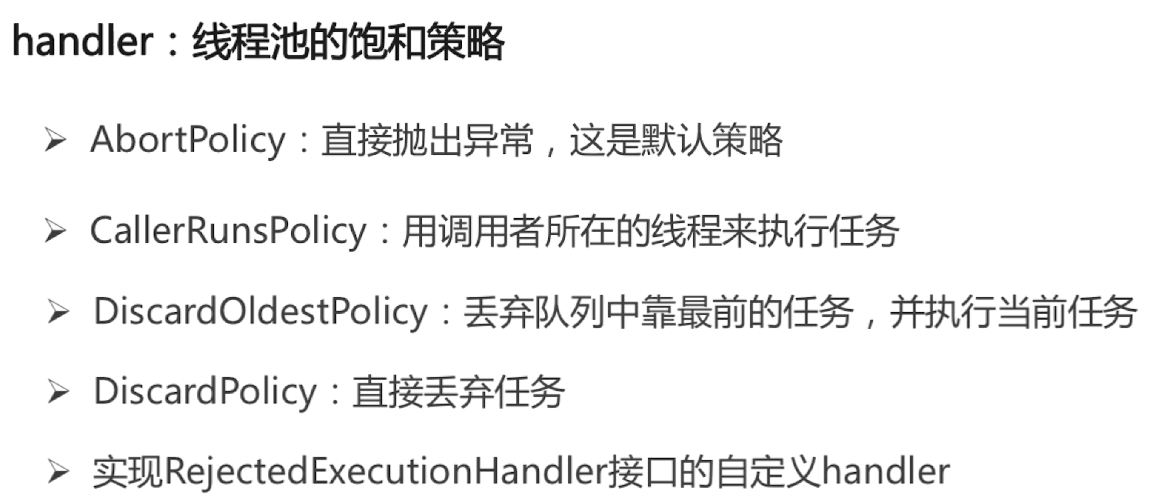 handler：线程池的饱和策略
➢ AbortPolicy：直接抛出异常，这是默认策略
➢ CallerRunsPolicy：用调用者所在的线程来执行任务
➢ DiscardOldestPolicy：丢弃队列中靠最前的任务，并执行当前任务
➢ DiscardPolicy：直接丢弃任务
➢ 实现RejectedExecutionHandler接口的自定义handler